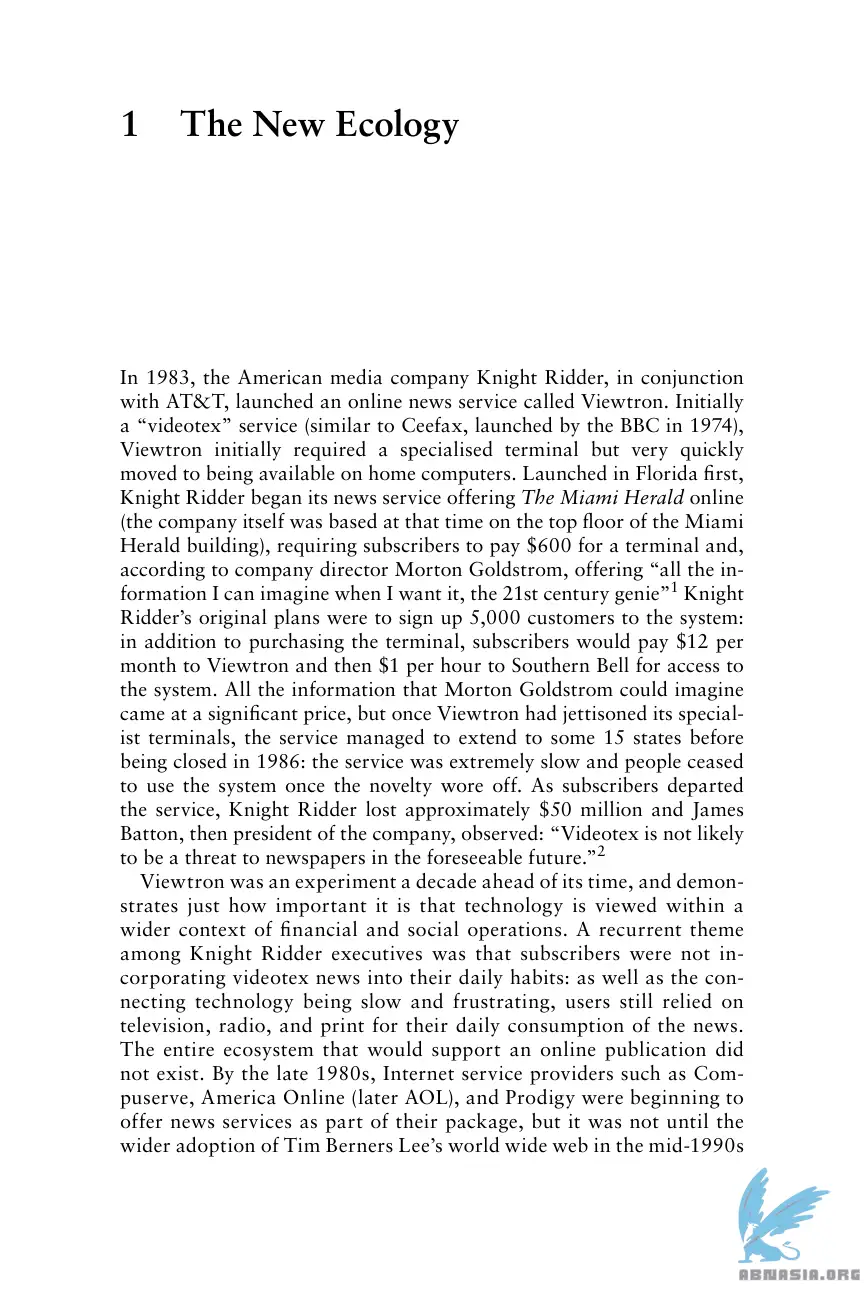 1 The New Ecology
In 1983, the American media company Knight Ridder, in conjunction
with AT&T, launched an online news service called Viewtron. Initially
a “videotex” service (similar to Ceefax, launched by the BBC in 1974),
Viewtron initially required a specialised terminal but very quickly
moved to being available on home computers. Launched in Florida first,
Knight Ridder began its news service offering The Miami Herald online
(the company itself was based at that time on the top floor of the Miami
Herald building), requiring subscribers to pay $600 for a terminal and,
according to company director Morton Goldstrom, offering “all the in-
formation I can imagine when I want it, the 21st century genie”1 Knight
Ridder’s original plans were to sign up 5,000 customers to the system:
in addition to purchasing the terminal, subscribers would pay $12 per
month to Viewtron and then $1 per hour to Southern Bell for access to
the system. All the information that Morton Goldstrom could imagine
came at a significant price, but once Viewtron had jettisoned its special-
ist terminals, the service managed to extend to some 15 states before
being closed in 1986: the service was extremely slow and people ceased
to use the system once the novelty wore off. As subscribers departed
the service, Knight Ridder lost approximately $50 million and James
Batton, then president of the company, observed: “Videotex is not likely
to be a threat to newspapers in the foreseeable future.”2
Viewtron was an experiment a decade ahead of its time, and demon-
strates just how important it is that technology is viewed within a
wider context of financial and social operations. A recurrent theme
among Knight Ridder executives was that subscribers were not in-
corporating videotex news into their daily habits: as well as the con-
necting technology being slow and frustrating, users still relied on
television, radio, and print for their daily consumption of the news.
The entire ecosystem that would support an online publication did
not exist. By the late 1980s, Internet service providers such as Com-
puserve, America Online (later AOL), and Prodigy were beginning to
offer news services as part of their package, but it was not until the
wider adoption of Tim Berners Lee’s world wide web in the mid-1990s
ABNASIA.ORG